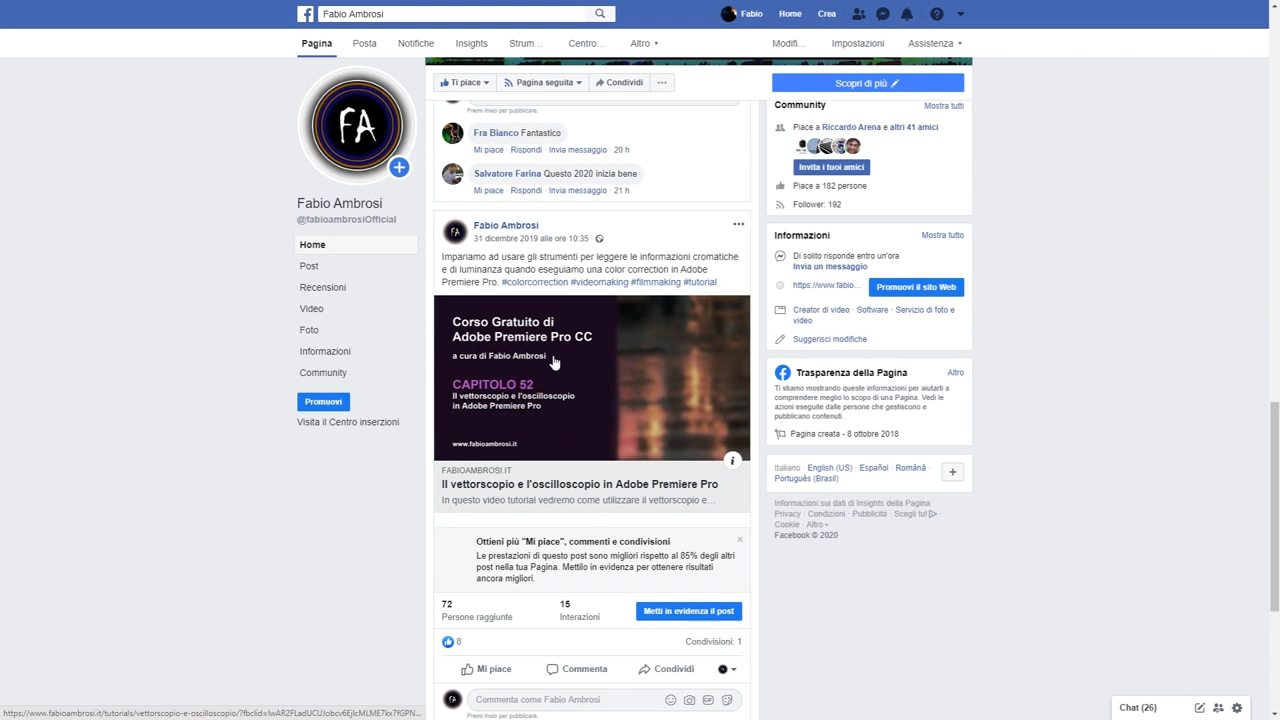 Fabio Ambrosi
Fabio
Home
Crea
Pagina
Posta
Notifiche
Insights
Strum...
Centro...
Altro
Modifi...
Impostazioni
Assistenza
Ti piace
Pagina seguita
Condividi
Scopri di più
FA
Fabio Ambrosi
@fabioambrosiOfficial
Home
Post
Recensioni
Video
Foto
Informazioni
Community
Promuovi
Visita il Centro inserzioni
Premi Invio per pubblicare.
Fra Bianco Fantastico
Mi piace · Rispondi · Invia messaggio · 20 h
Salvatore Farina Questo 2020 inizia bene
Mi piace · Rispondi · Invia messaggio · 21 h
FA
Fabio Ambrosi
31 dicembre 2019 alle ore 10:35 ·
Impariamo ad usare gli strumenti per leggere le informazioni cromatiche
e di luminanza quando eseguiamo una color correction in Adobe
Premiere Pro. #colorcorrection #videomaking #filmmaking #tutorial
Corso Gratuito di
Adobe Premiere Pro CC
a cura di Fabio Ambrosi
CAPITOLO 52
Il vettorscopio e l'oscilloscopio
in Adobe Premiere Pro
www.fabioambrosi.it
FABIOAMBROSI.IT
Il vettorscopio e l'oscilloscopio in Adobe Premiere Pro
In questo video tutorial vedremo come utilizzare il vettorscopio e...
Ottieni più "Mi piace", commenti e condivisioni
Le prestazioni di questo post sono migliori rispetto al 85% degli altri
post nella tua Pagina. Mettilo in evidenza per ottenere risultati
ancora migliori.
72
Persone raggiunte
15
Interazioni
Metti in evidenza il post
8
Condivisioni: 1
Mi piace
Commenta
Condividi
FA
Commenta come Fabio Ambrosi
Premi Invio per pubblicare.
Community
Mostra tutti
Piace a Riccardo Arena e altri 41 amici
Invita i tuoi amici
Piace a 182 persone
Follower: 192
Informazioni
Mostra tutto
Di solito risponde entro un'ora
Invia un messaggio
https://www.fabio...
Promuovi il sito Web
Creator di video · Software · Servizio di foto e
video
Suggerisci modifiche
Trasparenza della Pagina
Altro
Ti stiamo mostrando queste informazioni per aiutarti a
comprendere meglio lo scopo di una Pagina. Vedi le
azioni eseguite dalle persone che gestiscono e
pubblicano contenuti.
Pagina creata - 8 ottobre 2018
Italiano · English (US) · Español · Română ·
Português (Brasil)
Informazioni sui dati di Insights della Pagina
Privacy · Condizioni · Pubblicità · Scegli tu! ·
Cookie · Altro
Facebook © 2020
Chat (26)